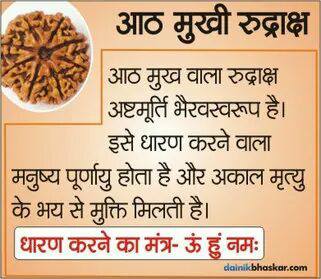 आठ मुखी रुद्राक्ष
आठ मुख वाला रुद्राक्ष
अष्टमूर्ति भैरवस्वरूप है।
इसे धारण करने वाला
मनुष्य पूर्णायु होता है और अकाल मृत्यु
के भय से मुक्ति मिलती है।
धारण करने का मंत्र- ऊं हुं नमः
dainikbhaskar.com